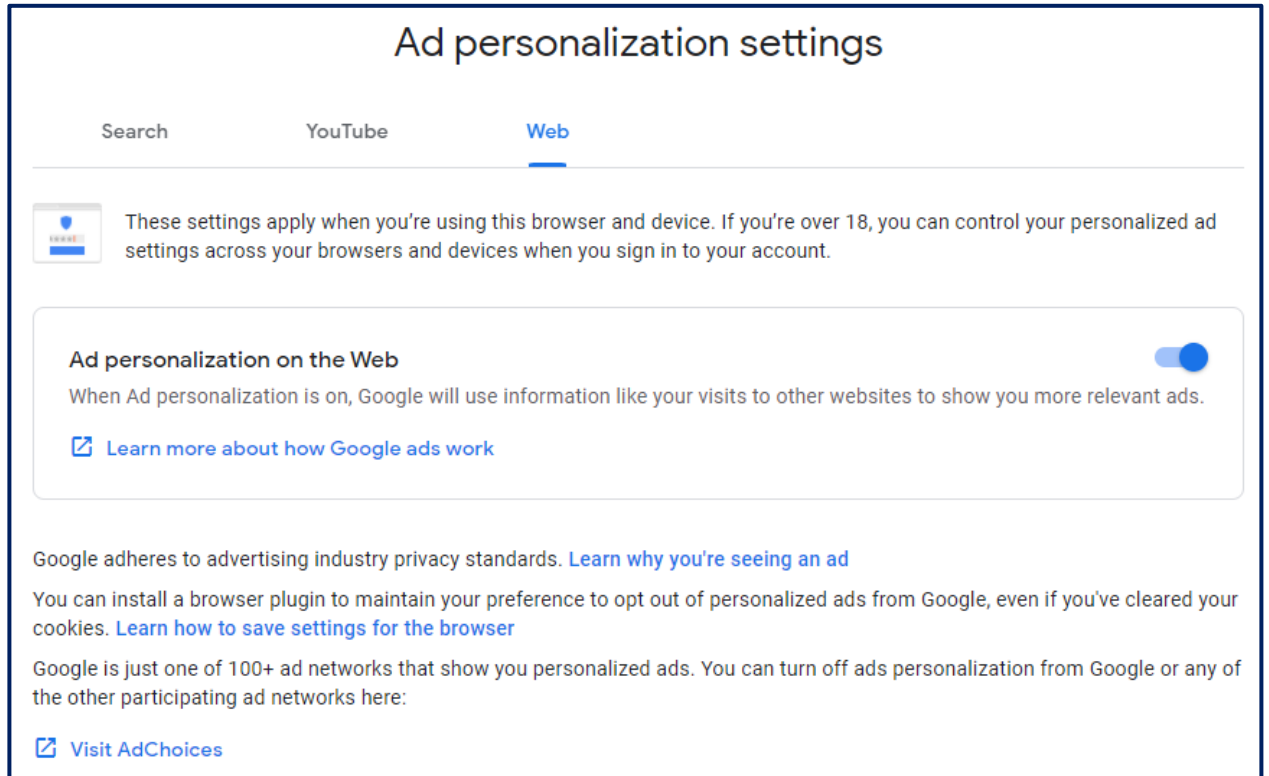 Ad personalization settings
Search YouTube Web
These settings apply when you're using this browser and device. If you're over 18, you can control your personalized ad
settings across your browsers and devices when you sign in to your account.
Ad personalization on the Web
When Ad personalization is on, Google will use information like your visits to other websites to show you more relevant ads.
Learn more about how Google ads work
Google adheres to advertising industry privacy standards. Learn why you're seeing an ad
You can install a browser plugin to maintain your preference to opt out of personalized ads from Google, even if you've cleared your
cookies. Learn how to save settings for the browser
Google is just one of 100+ ad networks that show you personalized ads. You can turn off ads personalization from Google or any of
the other participating ad networks here:
Visit AdChoices